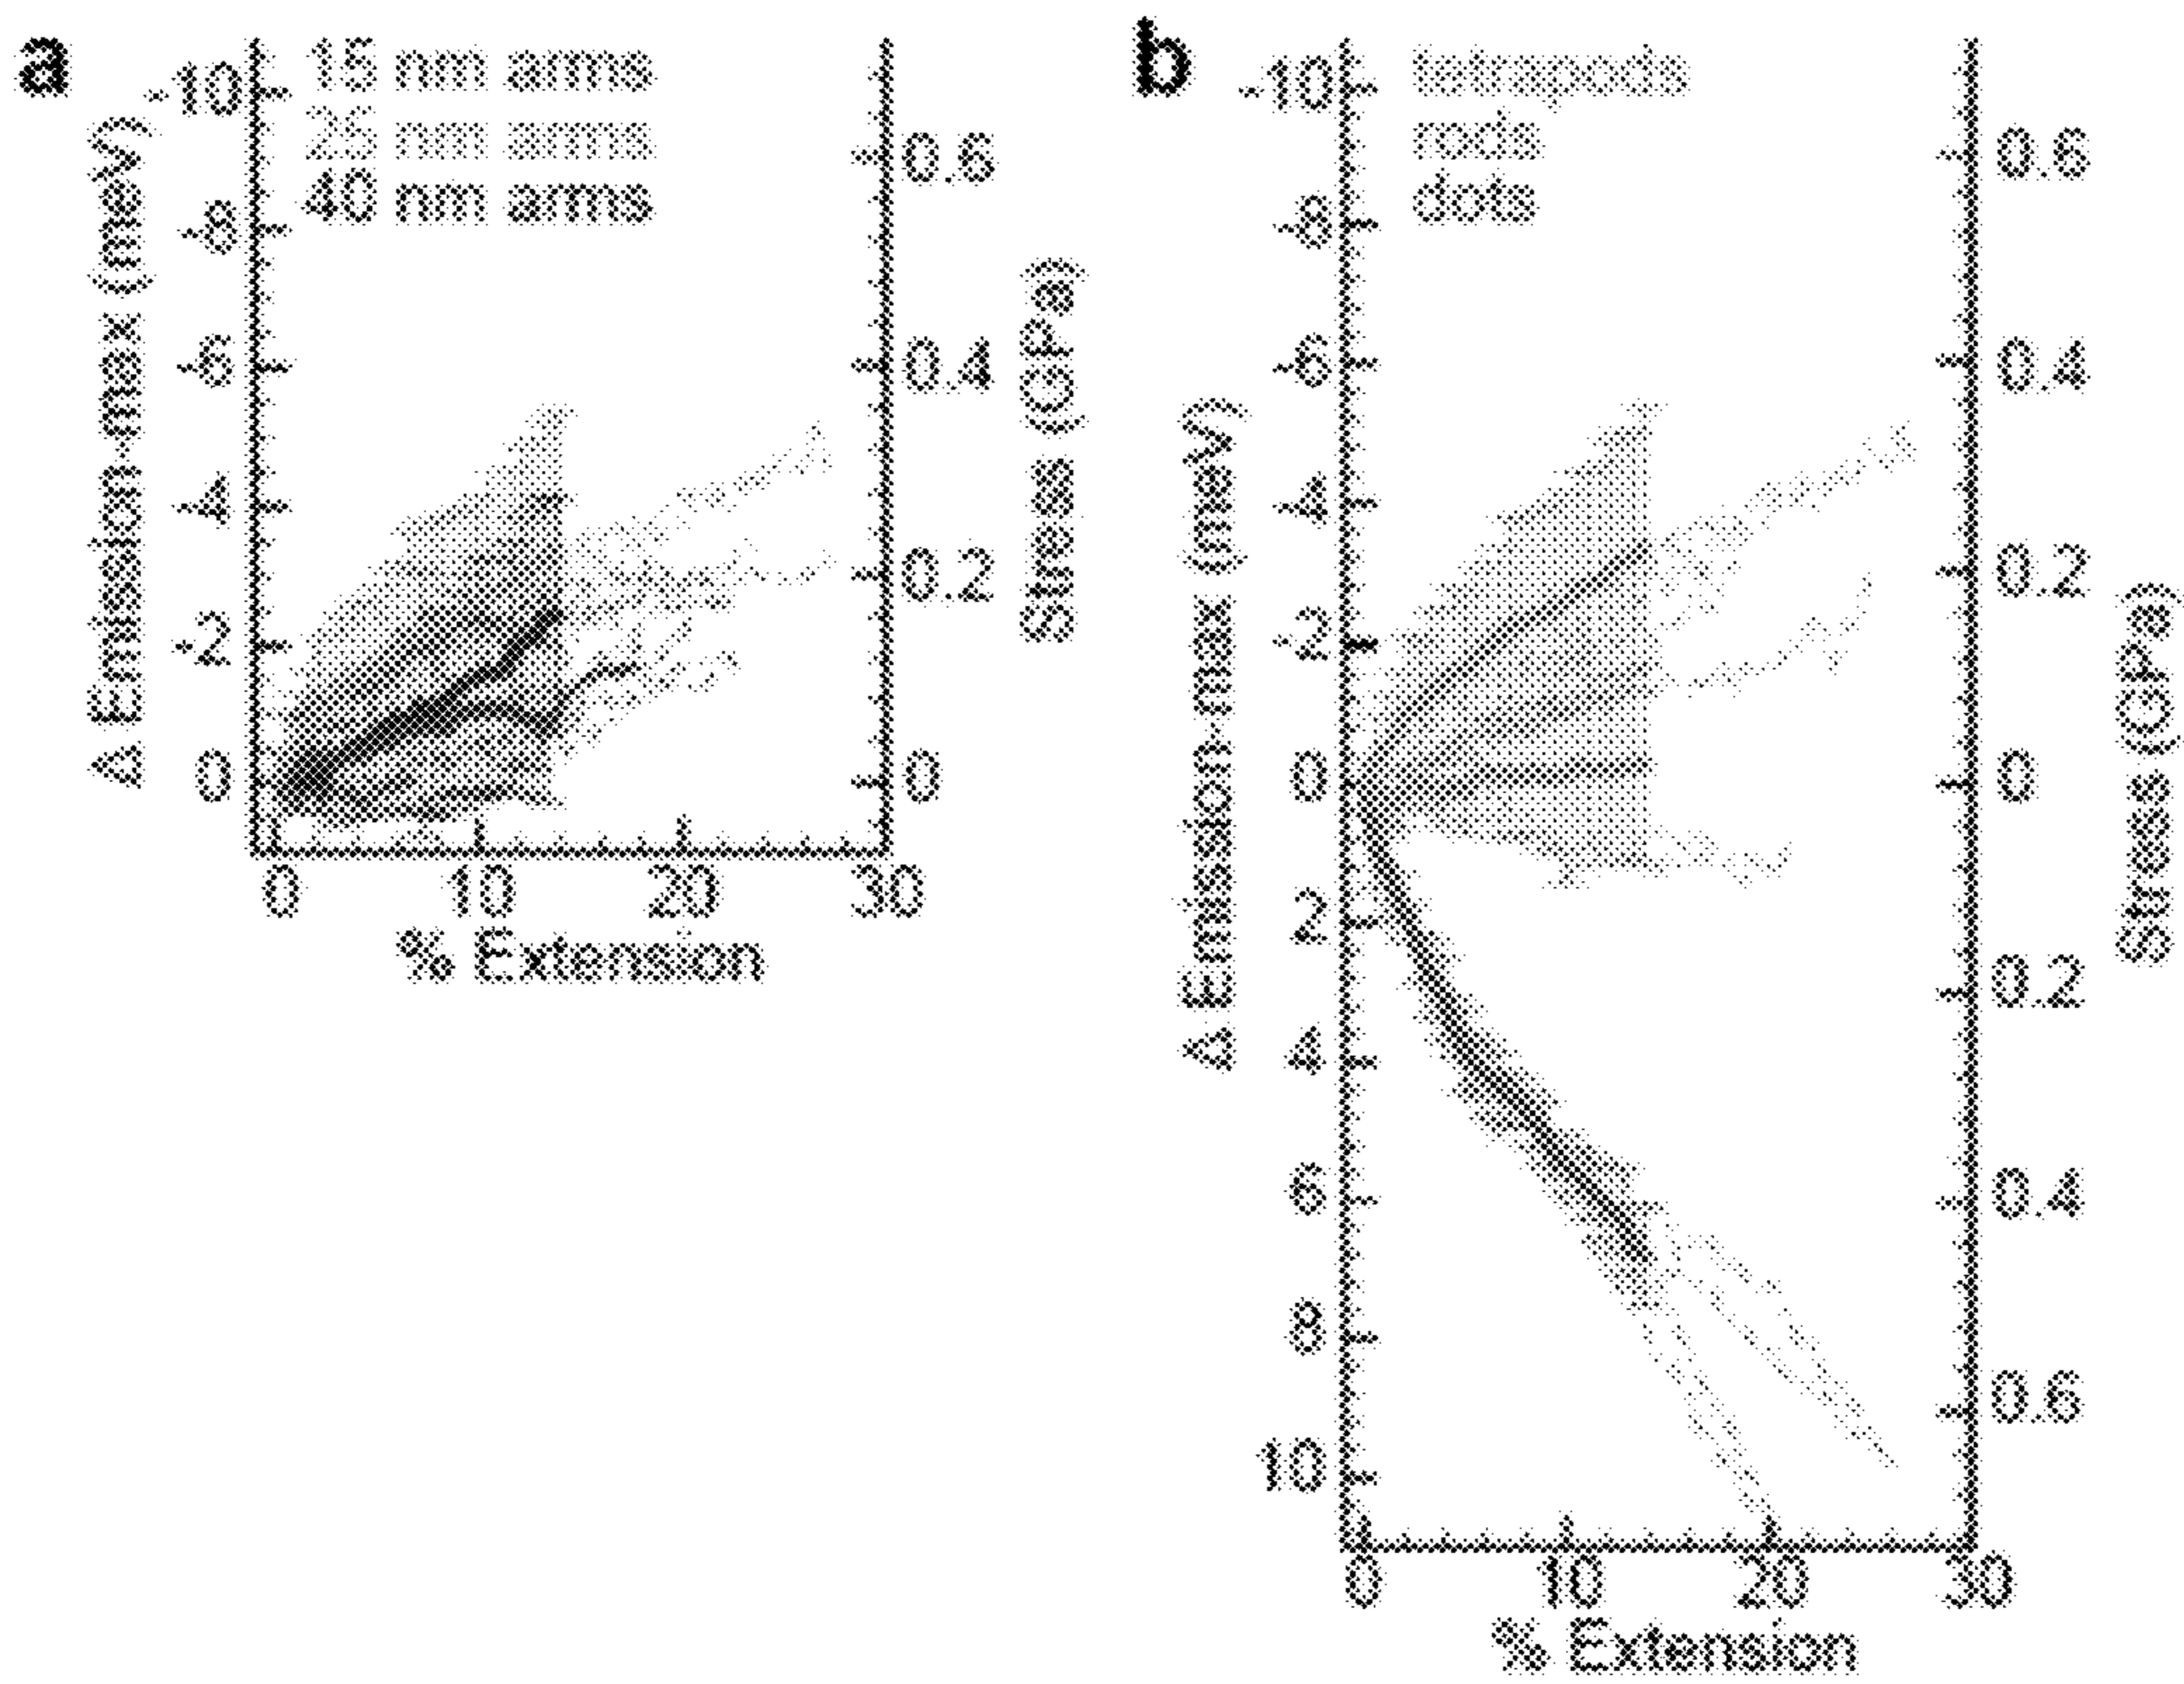 a
15 nm arms
25 nm arms
40 nm arms
Δ Emission max (meV)
-10
-8
-6
-4
-2
0
0.6
0.4
0.2
0
Stress (GPa)
0 10 20 30
% Extension
b
tetrapods
rods
dots
Δ Emission max (meV)
-10
-8
-6
-4
-2
0
2
4
6
8
10
0.6
0.4
0.2
0
0.2
0.4
0.6
Stress (GPa)
0 10 20 30
% Extension